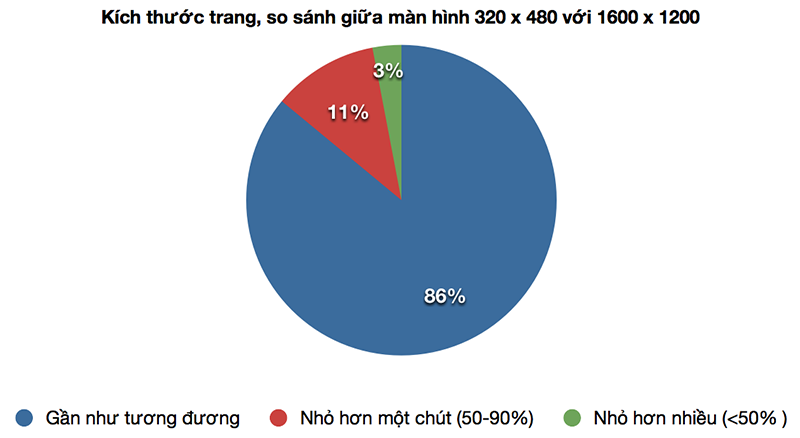 Kích thước trang, so sánh giữa màn hình 320 x 480 với 1600 x 1200
3%
11%
86%
Gần như tương đương
Nhỏ hơn một chút (50-90%)
Nhỏ hơn nhiều (<50% )